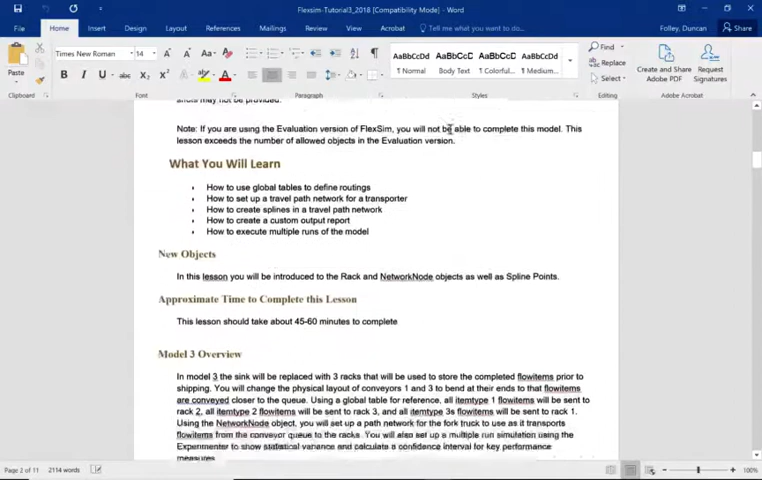 Flexsim-Tutorial3_2018 [Compatibility Mode] - Word
Folley, Duncan
File Home Insert Design Layout References Mailings Review View Acrobat Tell me what you want to do... Share
Times New Roman 14 Aa
Paste B I U abc X2 X2 A
AaBbCcDd AaBbCcD AaBbCcDd AaBbCcDd
¶ 1 Normal Body Text ¶ 1 Colorful... ¶ 1 Medium...
Find
Replace
Select
Create and Share Adobe PDF
Request Signatures
Clipboard Font Paragraph Styles Editing Adobe Acrobat
Note: If you are using the Evaluation version of FlexSim, you will not be able to complete this model. This
lesson exceeds the number of allowed objects in the Evaluation version.
What You Will Learn
How to use global tables to define routings
How to set up a travel path network for a transporter
How to create splines in a travel path network
How to create a custom output report
How to execute multiple runs of the model
New Objects
In this lesson you will be introduced to the Rack and NetworkNode objects as well as Spline Points.
Approximate Time to Complete this Lesson
This lesson should take about 45-60 minutes to complete
Model 3 Overview
In model 3 the sink will be replaced with 3 racks that will be used to store the completed flowitems prior to
shipping. You will change the physical layout of conveyors 1 and 3 to bend at their ends to that flowitems
are conveyed closer to the queue. Using a global table for reference, all itemtype 1 flowitems will be sent to
rack 2, all itemtype 2 flowitems will be sent to rack 3, and all itemtype 3s flowitems will be sent to rack 1.
Using the NetworkNode object, you will set up a path network for the fork truck to use as it transports
flowitems from the conveyor queue to the racks. You will also set up a multiple run simulation using the
Experimenter to show statistical variance and calculate a confidence interval for key performance
measures.
Page 2 of 11 2114 words 100%